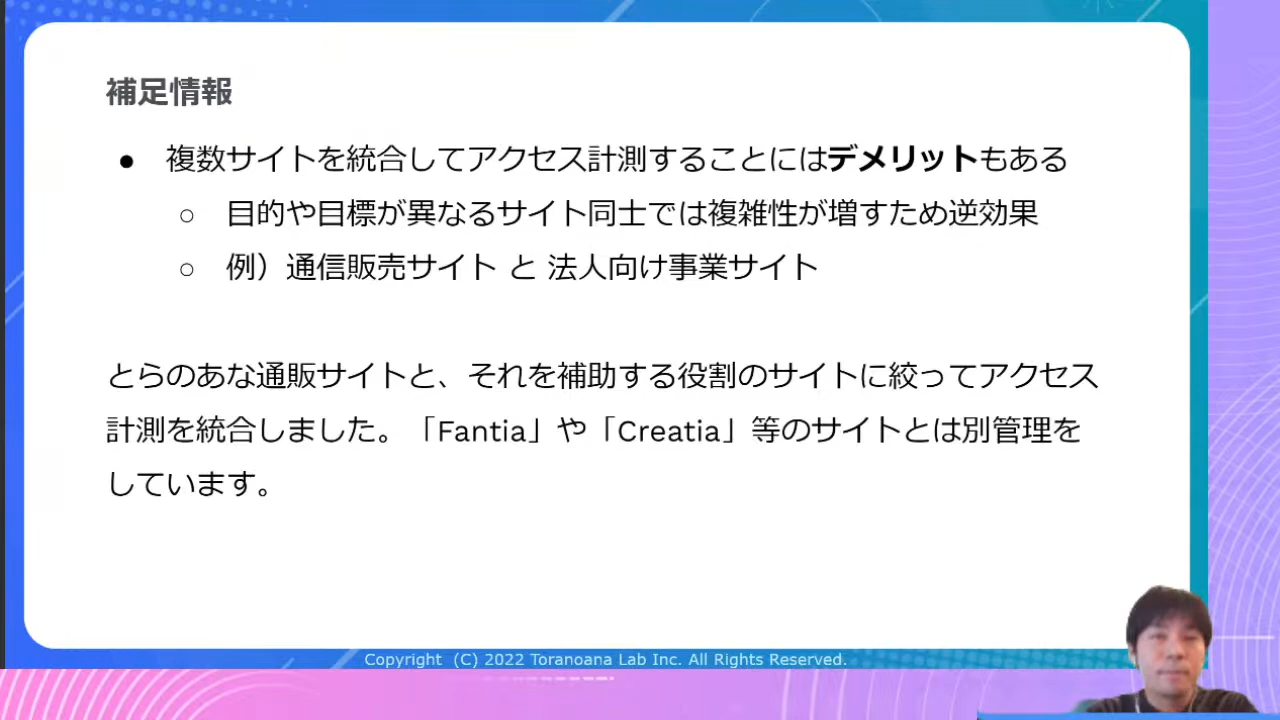 補足情報
● 複数サイトを統合してアクセス計測することにはデメリットもある
○ 目的や目標が異なるサイト同士では複雑性が増すため逆効果
○ 例）通信販売サイト と 法人向け事業サイト
とらのあな通販サイトと、それを補助する役割のサイトに絞ってアクセス
計測を統合しました。「Fantia」や「Creatia」等のサイトとは別管理を
しています。
Copyright (C) 2022 Toranoana Lab Inc. All Rights Reserved.